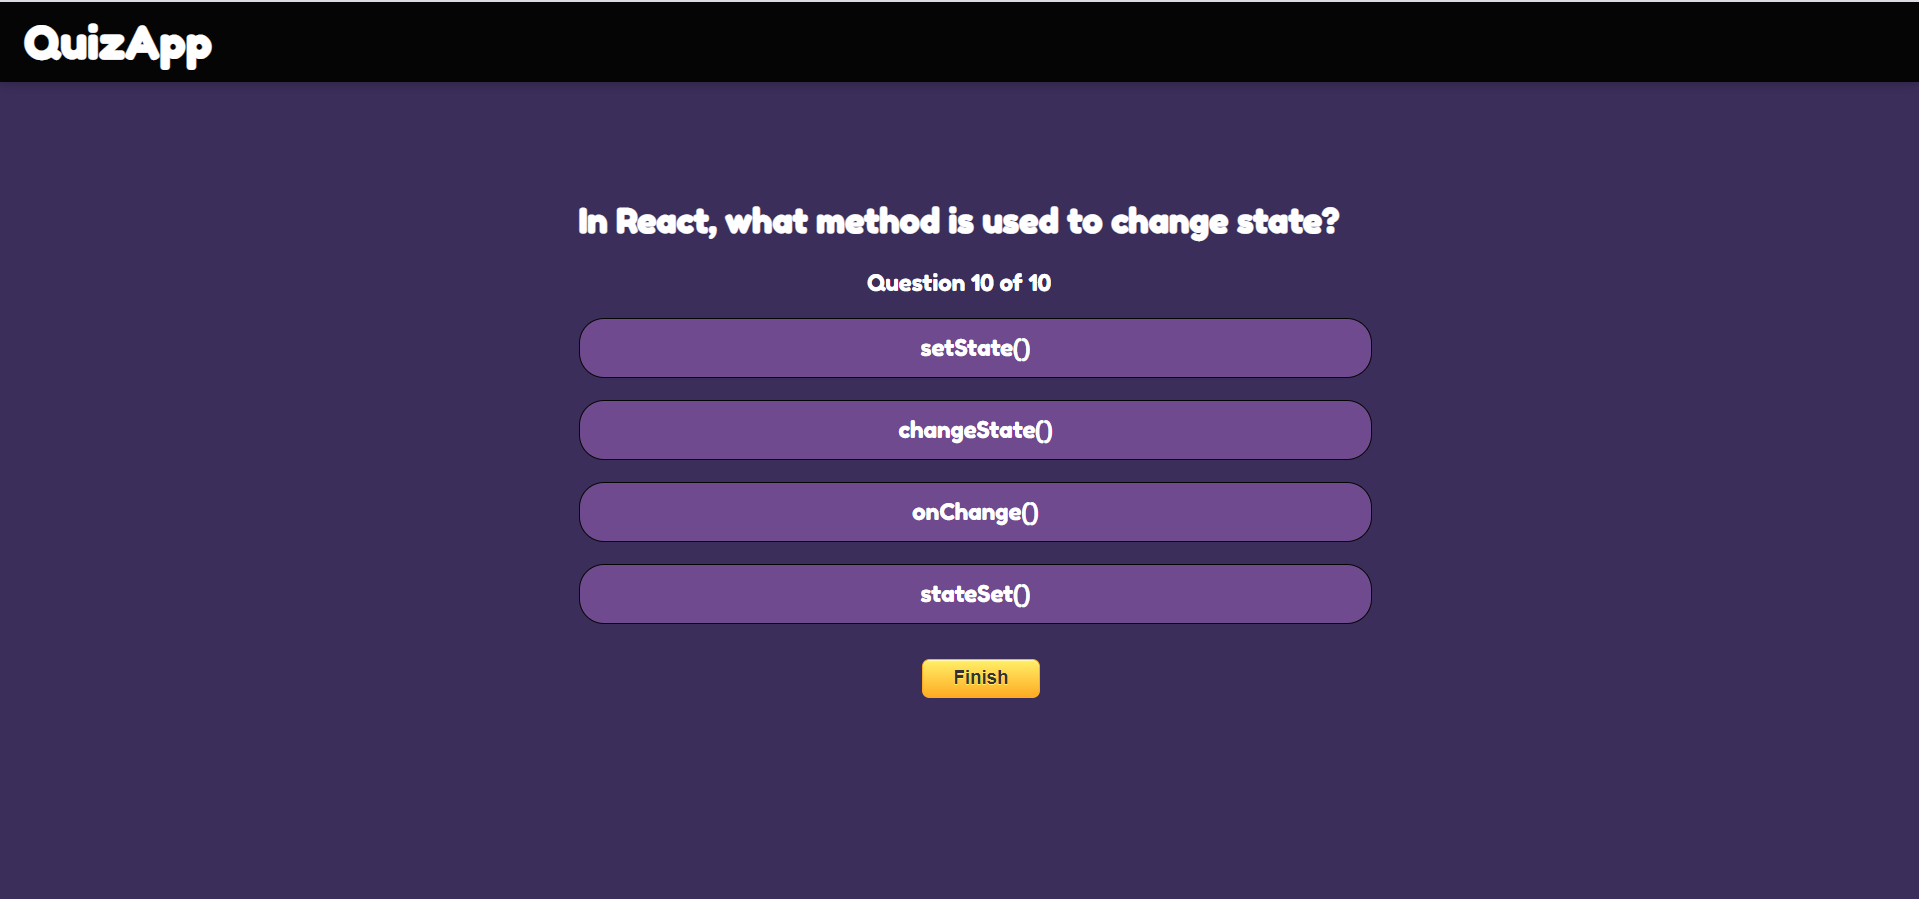 QuizApp
In React, what method is used to change state?
Question 10 of 10
setState()
changeState()
onChange()
stateSet()
Finish